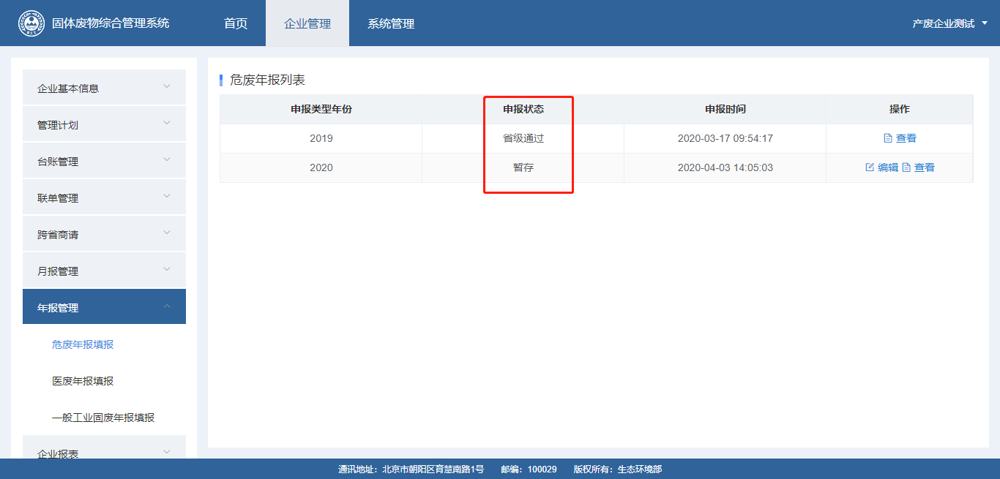 固体废物综合管理系统 首页 企业管理 系统管理 产废企业测试
企业基本信息
管理计划
台账管理
联单管理
跨省商请
月报管理
年报管理
危废年报填报
医废年报填报
一般工业固废年报填报
企业报表
危废年报列表
申报类型年份 申报状态 申报时间 操作
2019 省级通过 2020-03-17 09:54:17 查看
2020 暂存 2020-04-03 14:05:03 编辑 查看
通讯地址：北京市朝阳区育慧南路1号 邮编：100029 版权所有：生态环境部